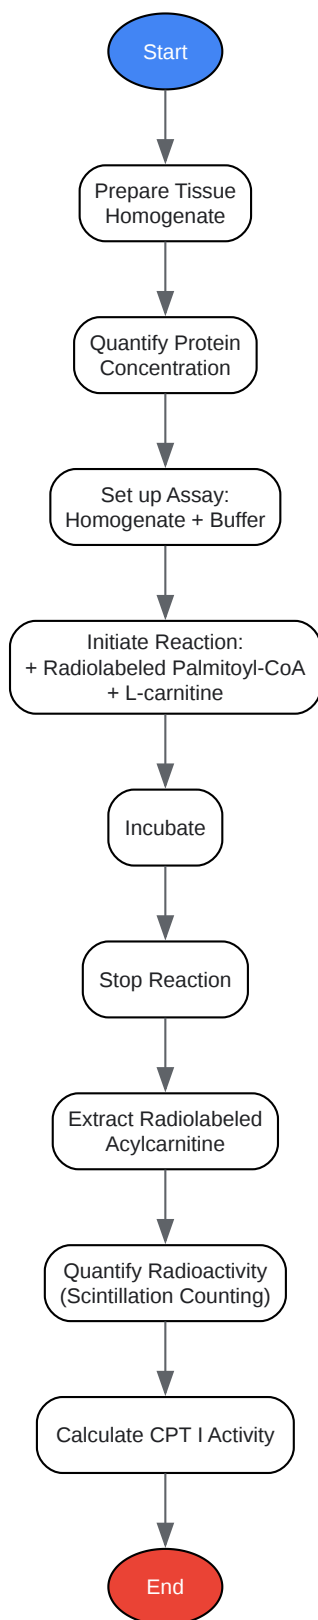 Start
Prepare Tissue
Homogenate
Quantify Protein
Concentration
Set up Assay:
Homogenate + Buffer
Initiate Reaction:
+ Radiolabeled Palmitoyl-CoA
+ L-carnitine
Incubate
Stop Reaction
Extract Radiolabeled
Acylcarnitine
Quantify Radioactivity
(Scintillation Counting)
Calculate CPT I Activity
End